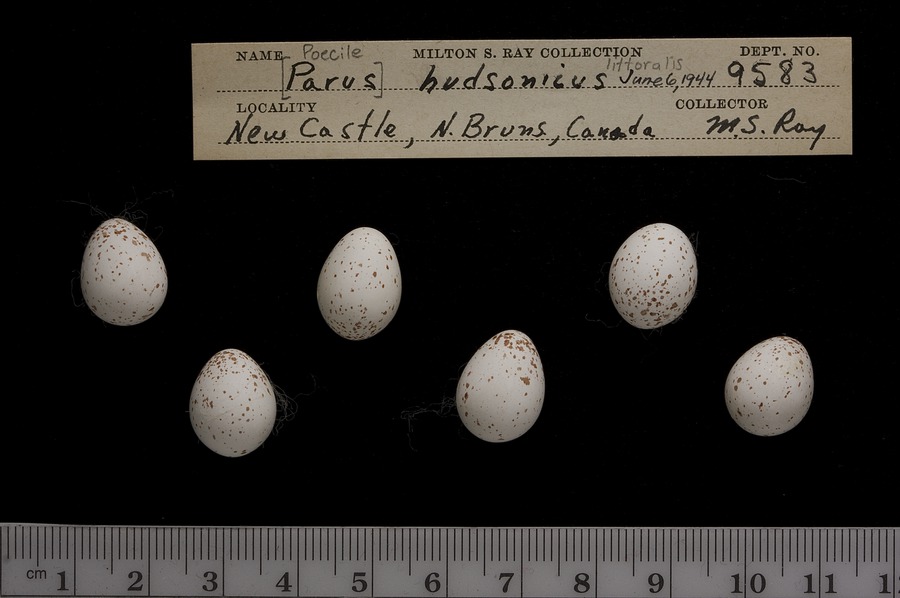 NAME Poecile MILTON S. RAY COLLECTION DEPT. NO.
[Parus] hudsonicus littoralis June 6, 1944 9583
LOCALITY COLLECTOR
New Castle, N. Bruns, Canada M.S. Ray
cm 1 2 3 4 5 6 7 8 9 10 11 1